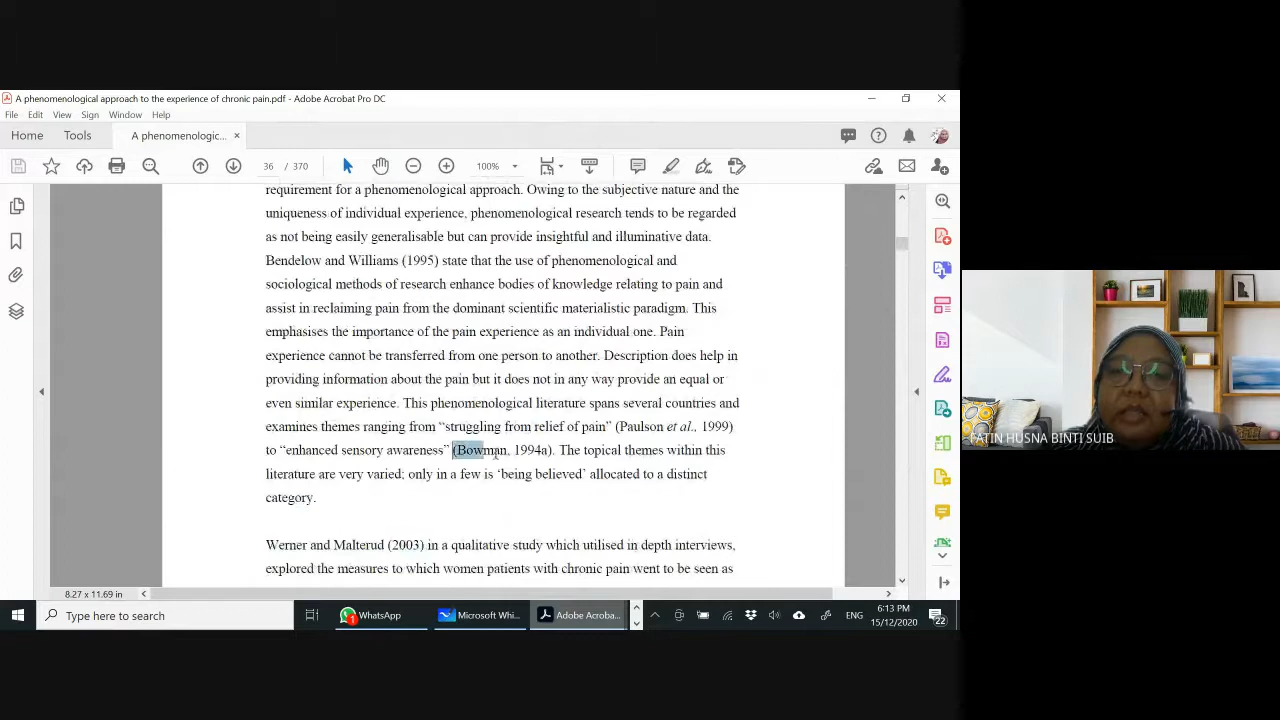 A phenomenological approach to the experience of chronic pain.pdf - Adobe Acrobat Pro DC
File Edit View Sign Window Help
Home Tools A phenomenologic... ×
36 / 370 100%
requirement for a phenomenological approach. Owing to the subjective nature and the
uniqueness of individual experience, phenomenological research tends to be regarded
as not being easily generalisable but can provide insightful and illuminative data.
Bendelow and Williams (1995) state that the use of phenomenological and
sociological methods of research enhance bodies of knowledge relating to pain and
assist in reclaiming pain from the dominant scientific materialistic paradigm. This
emphasises the importance of the pain experience as an individual one. Pain
experience cannot be transferred from one person to another. Description does help in
providing information about the pain but it does not in any way provide an equal or
even similar experience. This phenomenological literature spans several countries and
examines themes ranging from “struggling from relief of pain” (Paulson et al., 1999)
to “enhanced sensory awareness” (Bowman, 1994a). The topical themes within this
literature are very varied; only in a few is ‘being believed’ allocated to a distinct
category.
Werner and Malterud (2003) in a qualitative study which utilised in depth interviews,
explored the measures to which women patients with chronic pain went to be seen as
8.27 x 11.69 in
FATIN HUSNA BINTI SUIB
Type here to search
1 WhatsApp
Microsoft Whi...
Adobe Acroba...
ENG
6:13 PM
15/12/2020
22